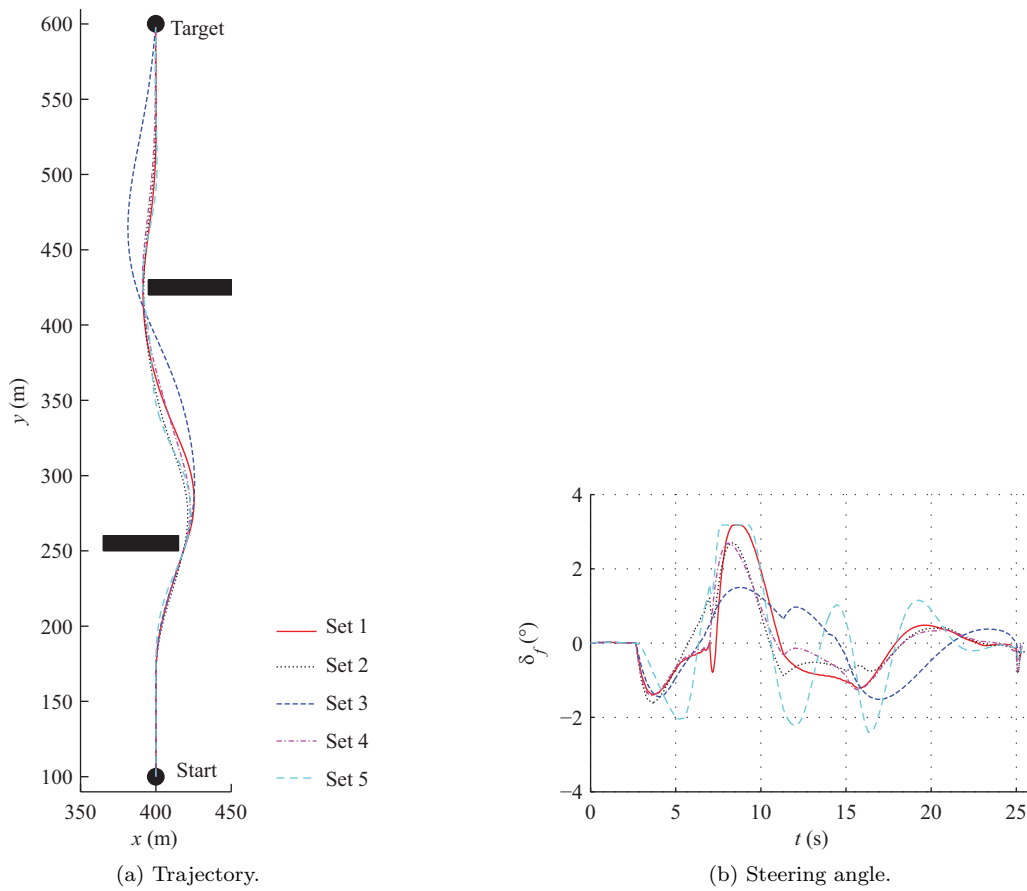 600
Target
550
500
450
400
350
300
250
200
150
100
y (m)
Start
350
400
450
x (m)
Set 1
Set 2
Set 3
Set 4
Set 5
(a) Trajectory.
4
2
0
−2
−4
δf (°)
0
5
10
15
20
25
t (s)
(b) Steering angle.